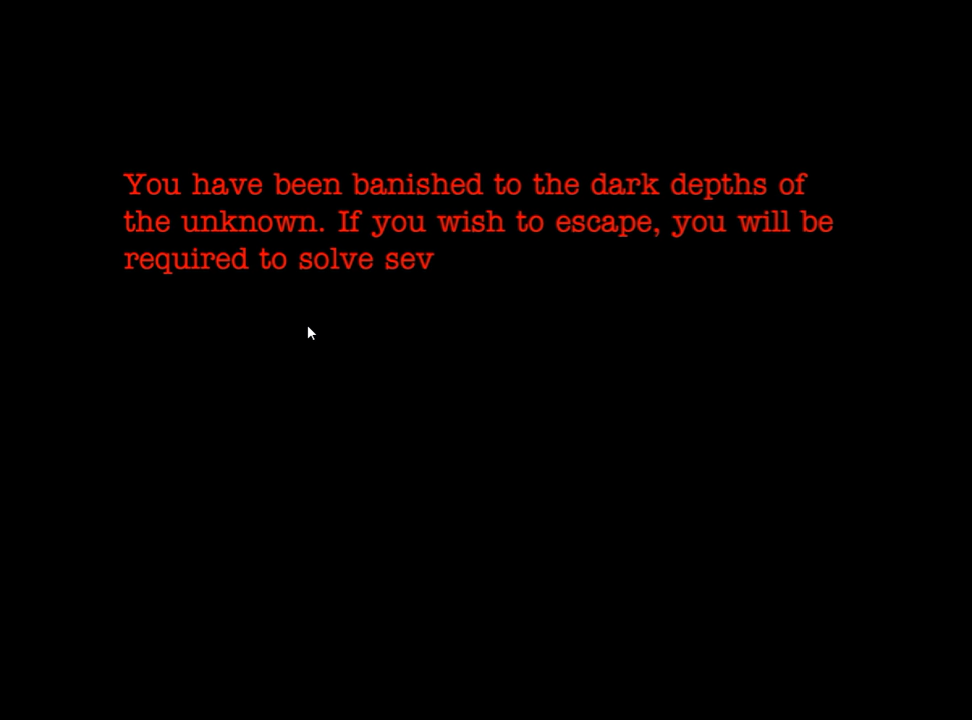 You have been banished to the dark depths of
the unknown. If you wish to escape, you will be
required to solve sev